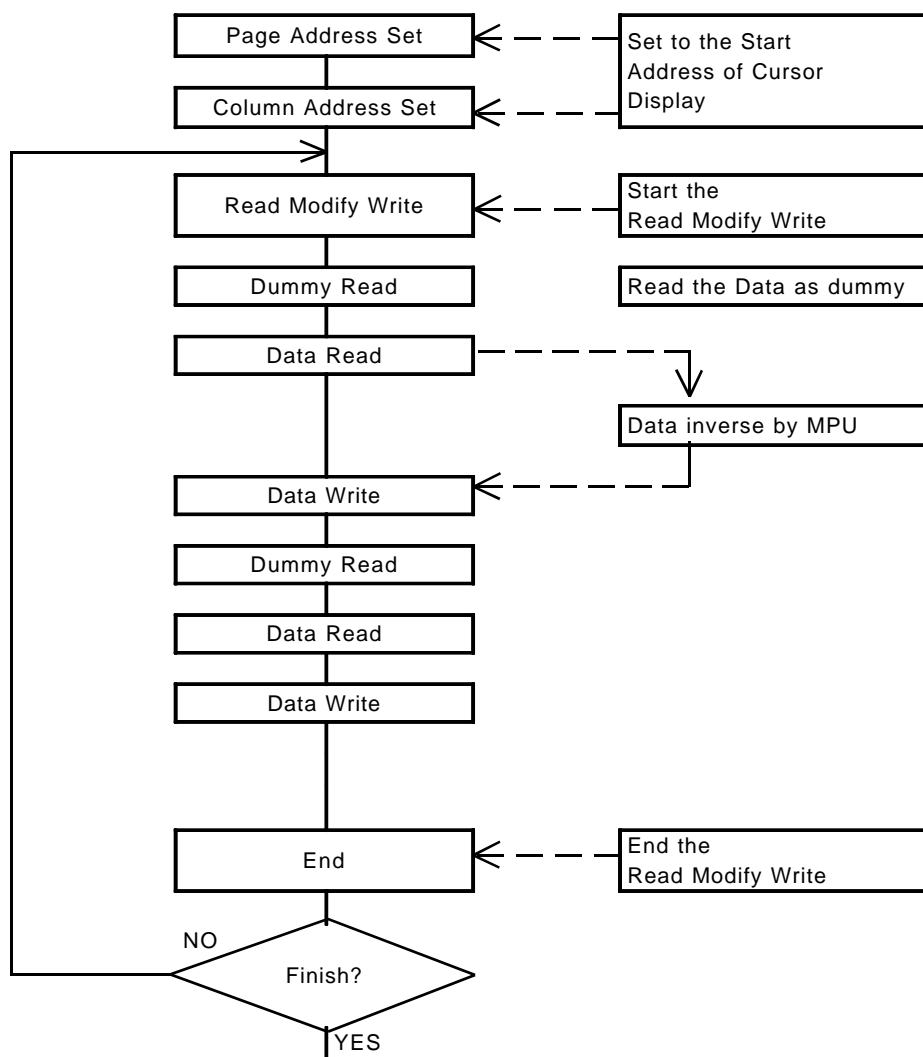 Page Address Set
Set to the Start
Address of Cursor
Display
Column Address Set
Read Modify Write
Start the
Read Modify Write
Dummy Read
Read the Data as dummy
Data Read
Data inverse by MPU
Data Write
Dummy Read
Data Read
Data Write
End
End the
Read Modify Write
NO
Finish?
YES